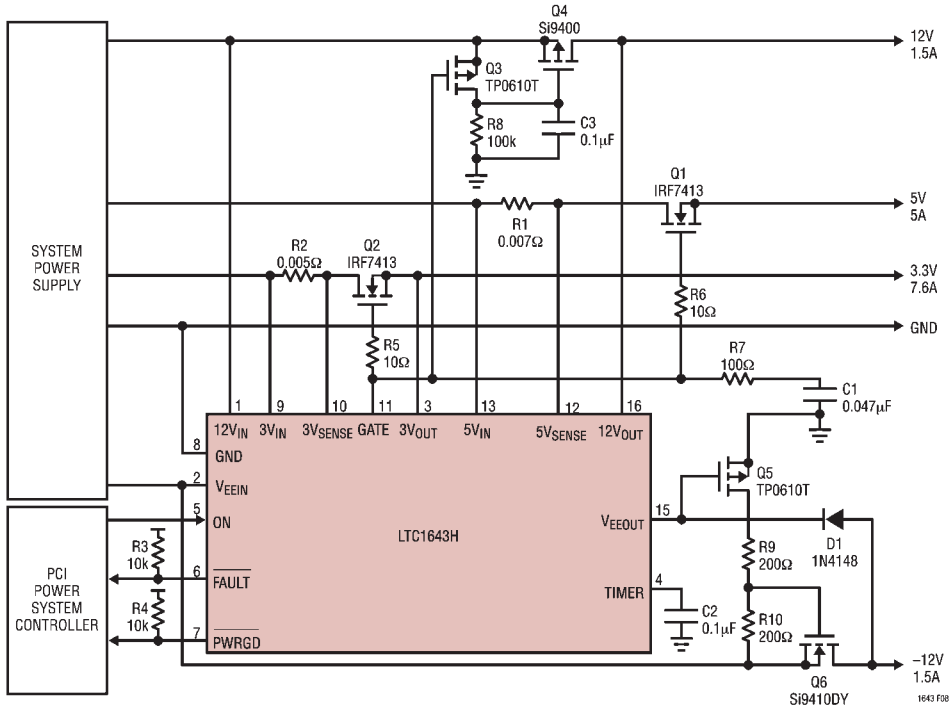 Q4
Si9400
12V
1.5A
Q3
TP0610T
R8
100k
C3
0.1µF
Q1
IRF7413
5V
5A
R1
0.007Ω
SYSTEM
POWER
SUPPLY
R2
0.005Ω
Q2
IRF7413
3.3V
7.6A
R6
10Ω
GND
R5
10Ω
R7
100Ω
C1
0.047µF
1
9
10
11
3
13
12
16
12VIN
3VIN
3VSENSE
GATE
3VOUT
5VIN
5VSENSE
12VOUT
8
GND
2
VEEIN
Q5
TP0610T
5
ON
LTC1643H
VEEOUT
15
D1
1N4148
R3
10k
R9
200Ω
PCI
POWER
SYSTEM
CONTROLLER
6
FAULT
4
TIMER
R4
10k
C2
0.1µF
R10
200Ω
7
PWRGD
–12V
1.5A
Q6
Si9410DY
1643 F08